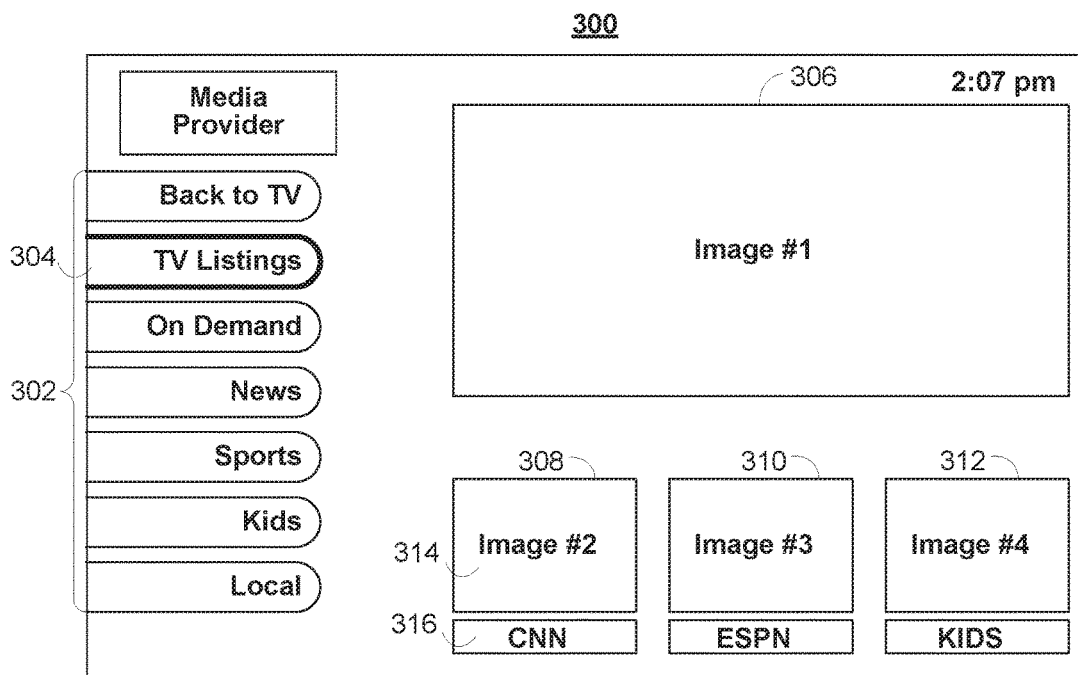 300
306
2:07 pm
Media
Provider
Back to TV
304
TV Listings
Image #1
On Demand
302
News
Sports
308
310
312
Kids
314
Image #2
Image #3
Image #4
Local
316
CNN
ESPN
KIDS